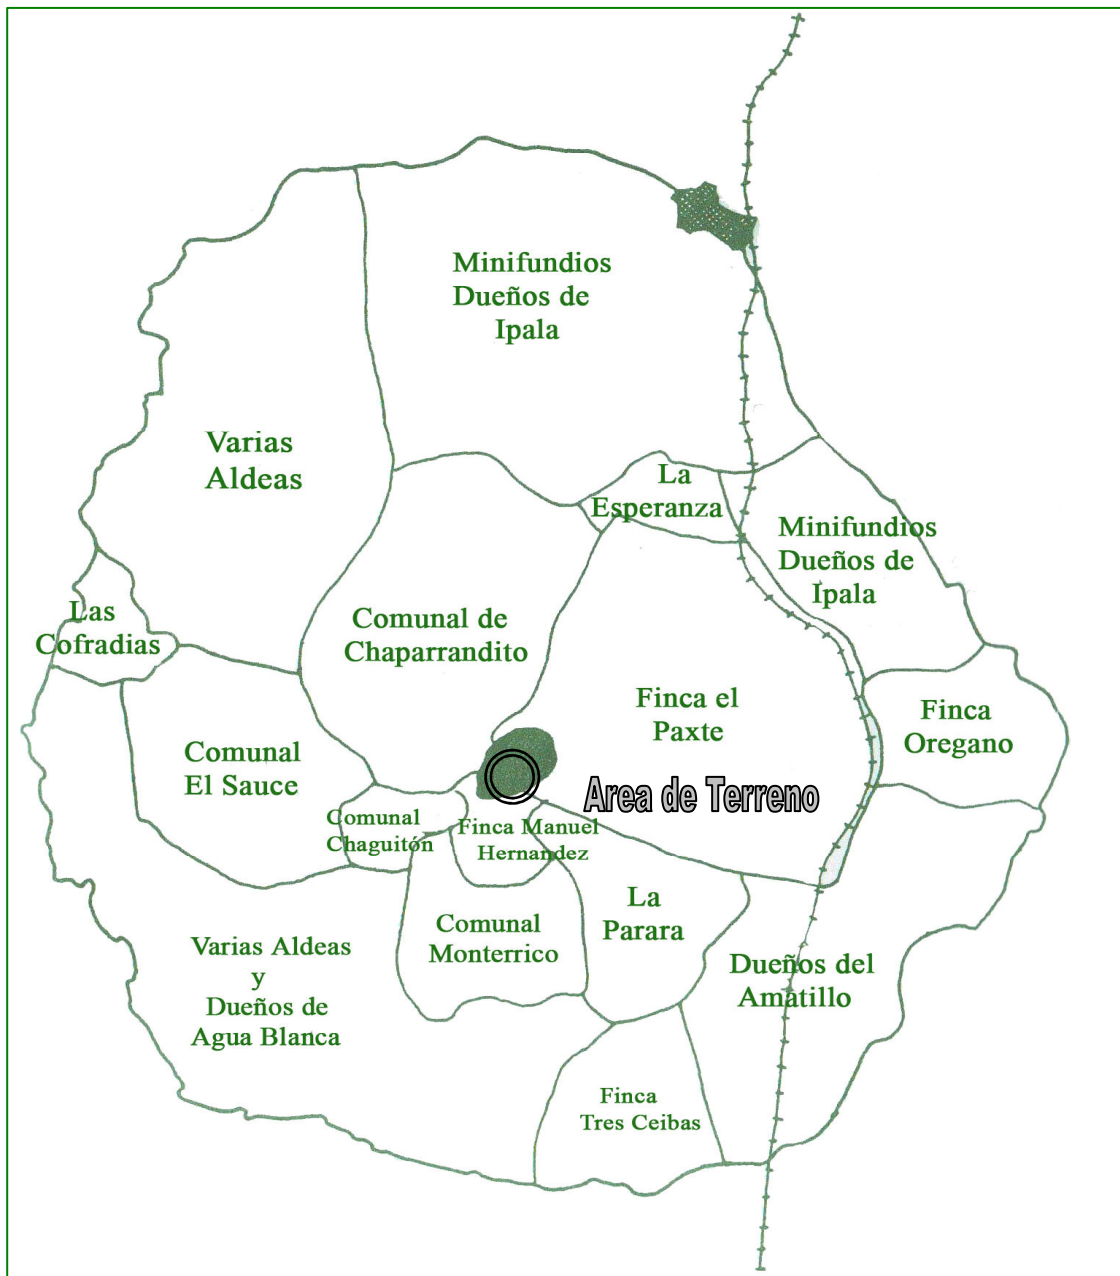 Minifundios
Dueños de
Ipala
Varias
Aldeas
La
Esperanza
Minifundios
Dueños de
Ipala
Las
Cofradias
Comunal de
Chaparrandito
Finca el
Paxte
Finca
Oregano
Comunal
El Sauce
Area de Terreno
Comunal
Chaguitón
Finca Manuel
Hernandez
La
Parara
Comunal
Monterrico
Varias Aldeas
y
Dueños de
Agua Blanca
Dueños del
Amatillo
Finca
Tres Ceibas